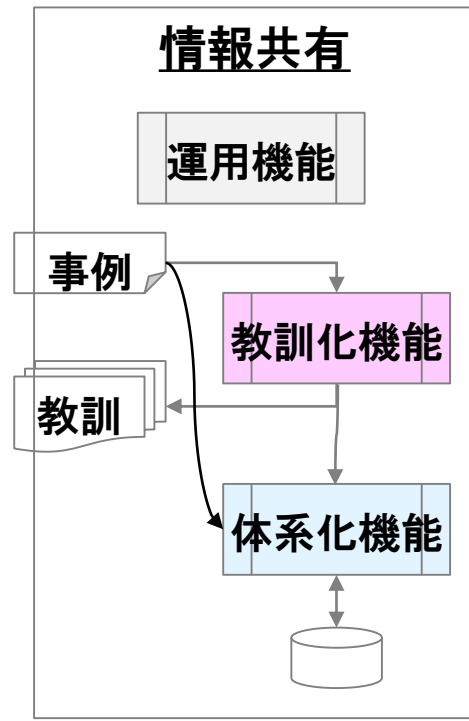 情報共有
運用機能
事例
教訓化機能
教訓
体系化機能